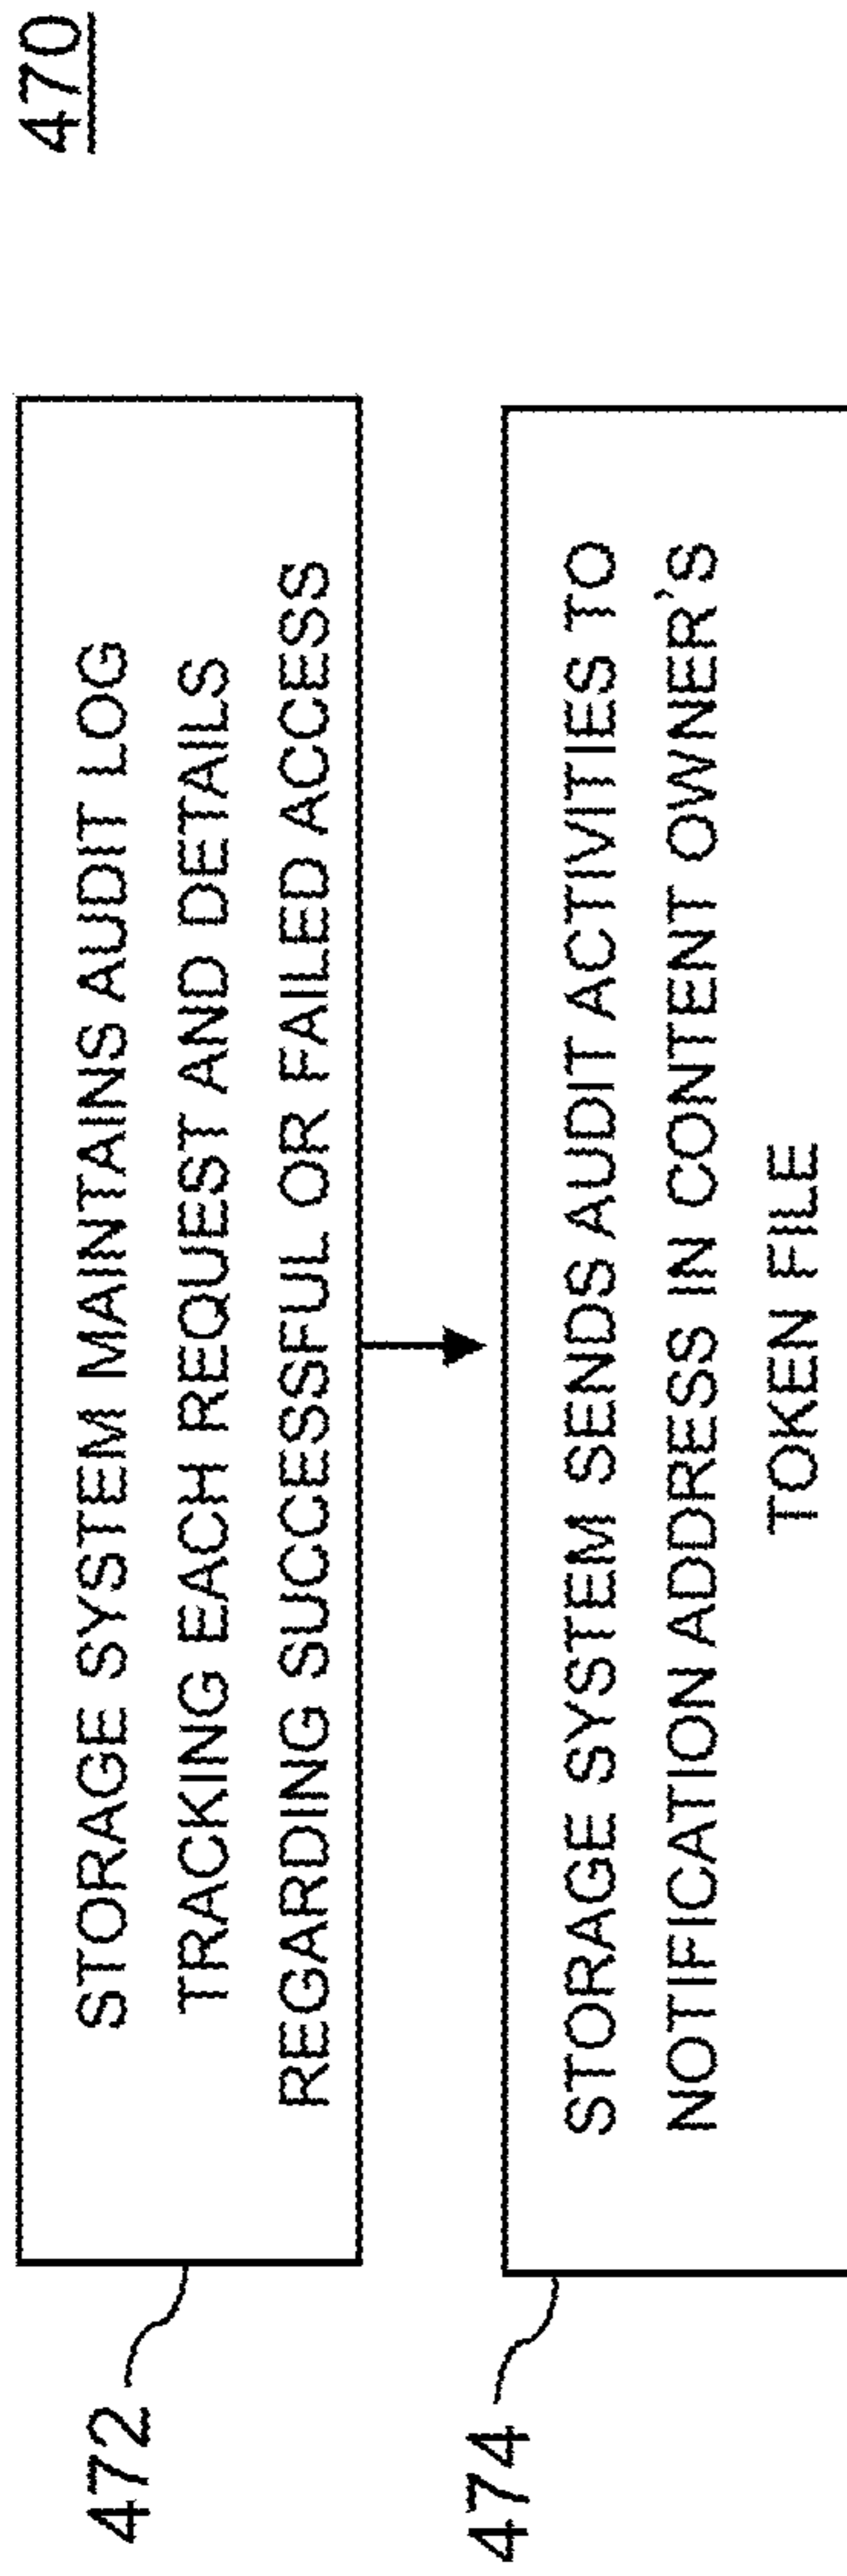 470
472
STORAGE SYSTEM MAINTAINS AUDIT LOG
TRACKING EACH REQUEST AND DETAILS
REGARDING SUCCESSFUL OR FAILED ACCESS
474
STORAGE SYSTEM SENDS AUDIT ACTIVITIES TO
NOTIFICATION ADDRESS IN CONTENT OWNER`S
TOKEN FILE